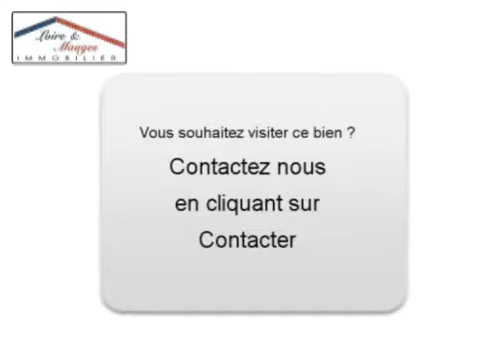 Loire &
Mauges
IMMOBILIER
Vous souhaitez visiter ce bien ?
Contactez nous
en cliquant sur
Contacter